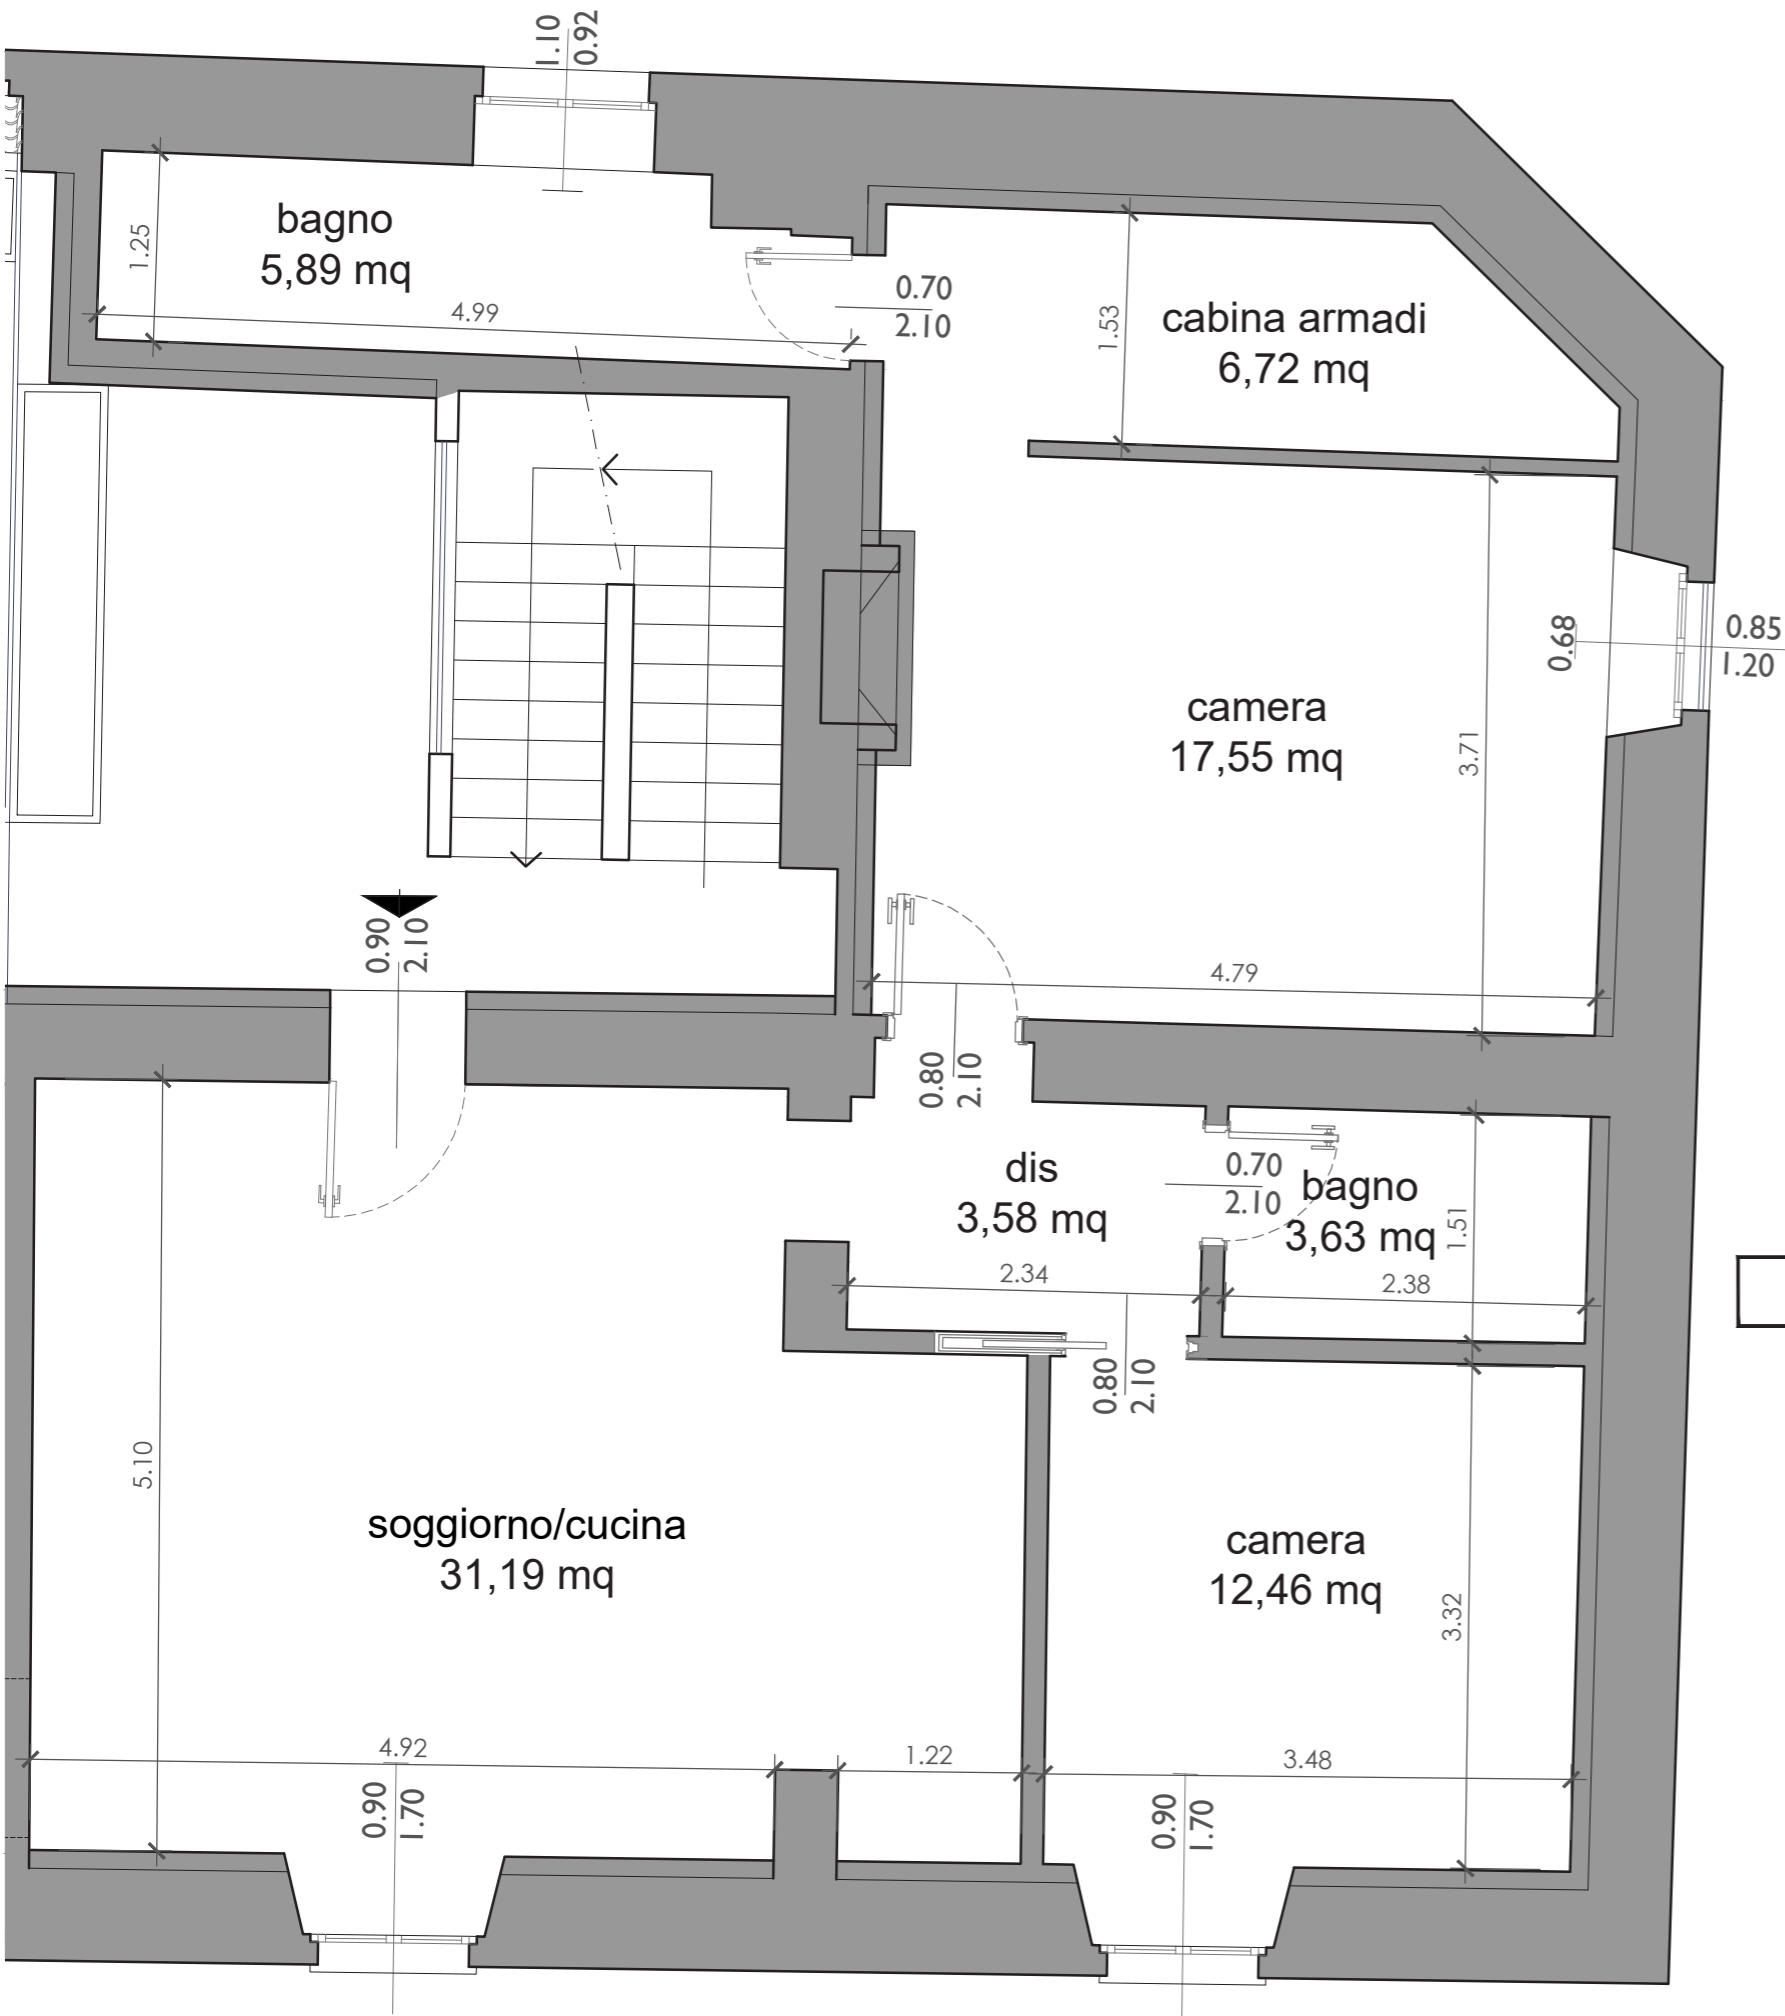 1.10
0.92
bagno
5,89 mq
1.25
4.99
0.70
2.10
1.53
cabina armadi
6,72 mq
0.68
0.85
1.20
camera
17,55 mq
3.71
0.90
2.10
4.79
0.80
2.10
dis
3,58 mq
0.70
2.10
bagno
3,63 mq
1.51
2.34
2.38
0.80
2.10
5.10
soggiorno/cucina
31,19 mq
camera
12,46 mq
3.32
4.92
1.22
3.48
0.90
1.70
0.90
1.70